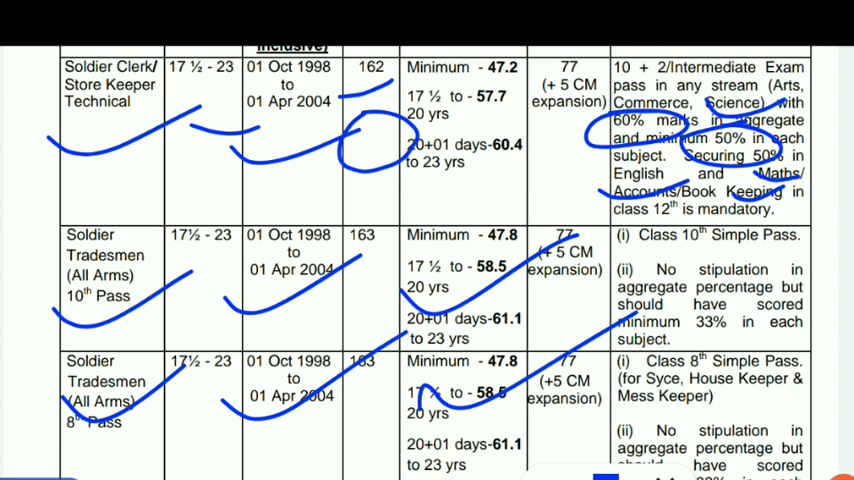 inclusive)
Soldier Clerk/
Store Keeper
Technical
17 ½ - 23
01 Oct 1998
to
01 Apr 2004
162
Minimum - 47.2
17 ½ to - 57.7
20 yrs
20+01 days-60.4
to 23 yrs
77
(+ 5 CM
expansion)
10 + 2/Intermediate Exam
pass in any stream (Arts,
Commerce, Science) with
60% marks in aggregate
and minimum 50% in each
subject. Securing 50% in
English and Maths/
Accounts/Book Keeping in
class 12th is mandatory.
Soldier
Tradesmen
(All Arms)
10th Pass
17½ - 23
01 Oct 1998
to
01 Apr 2004
163
Minimum - 47.8
17 ½ to - 58.5
20 yrs
20+01 days-61.1
to 23 yrs
77
(+ 5 CM
expansion)
(i) Class 10th Simple Pass.
(ii) No stipulation in
aggregate percentage but
should have scored
minimum 33% in each
subject.
Soldier
Tradesmen
(All Arms)
8th Pass
17½ - 23
01 Oct 1998
to
01 Apr 2004
163
Minimum - 47.8
17 ½ to - 58.5
20 yrs
20+01 days-61.1
to 23 yrs
77
(+5 CM
expansion)
(i) Class 8th Simple Pass.
(for Syce, House Keeper &
Mess Keeper)
(ii) No stipulation in
aggregate percentage but
should have scored